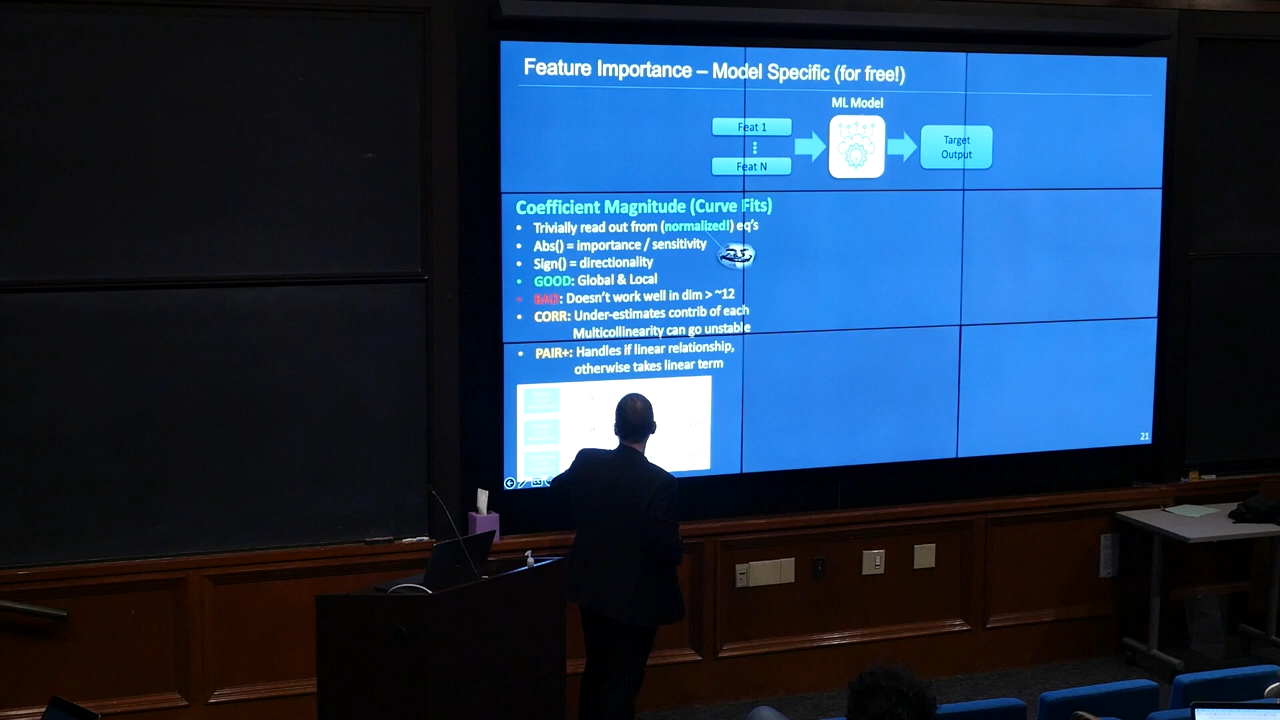 Feature Importance – Model Specific (for free!)
ML Model
Feat 1
Feat N
Target
Output
Coefficient Magnitude (Curve Fits)
• Trivially read out from (normalized!) eq's
• Abs() = importance / sensitivity
• Sign() = directionality
• GOOD: Global & Local
• BAD: Doesn't work well in dim > ~12
• CORR: Under-estimates contrib of each
Multicollinearity can go unstable
• PAIR+: Handles if linear relationship,
otherwise takes linear term
21